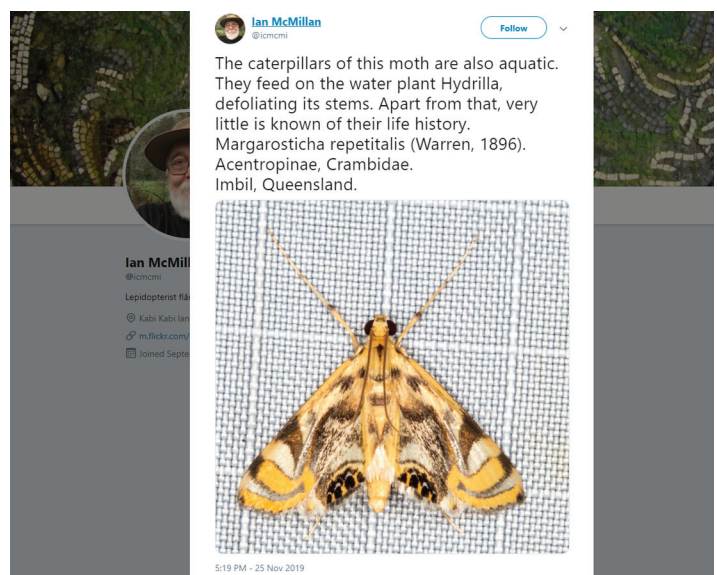 Ian McMillan
@icmcmi
Follow
The caterpillars of this moth are also aquatic.
They feed on the water plant Hydrilla,
defoliating its stems. Apart from that, very
little is known of their life history.
Margarosticha repetitalis (Warren, 1896).
Acentropinae, Crambidae.
Imbil, Queensland.
5:19 PM - 25 Nov 2019
Ian McMill
@icmcmi
Lepidopterist
Kabi Kabi lan
m.flickr.com/
Joined Septe